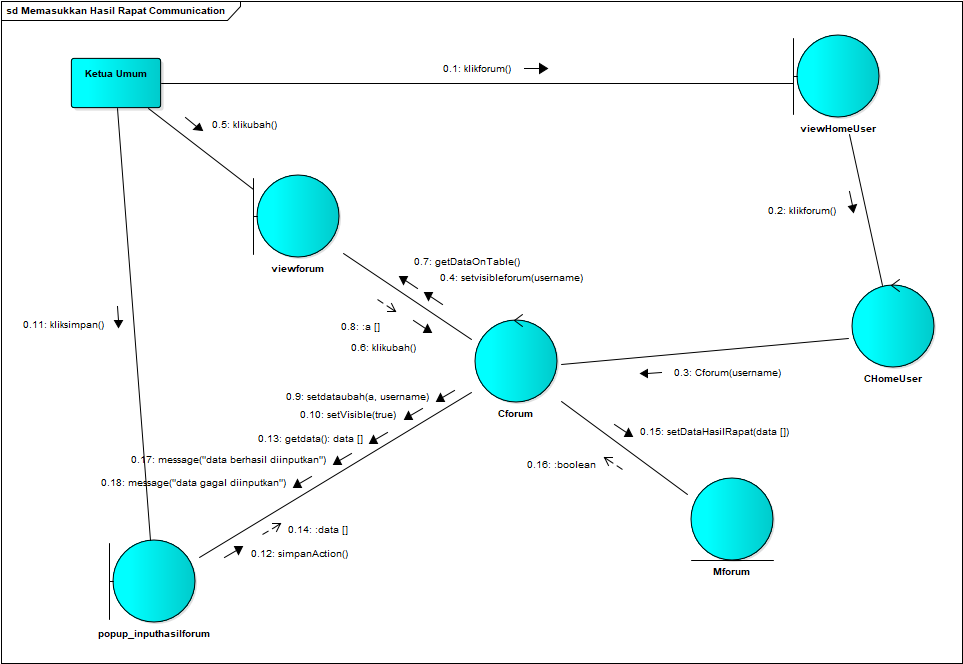 sd Memasukkan Hasil Rapat Communication
Ketua Umum
0.1: klikforum()
viewHomeUser
0.5: klikubah()
0.2: klikforum()
viewforum
0.7: getDataOnTable()
0.4: setvisibleforum(username)
0.11: kliksimpan()
0.8: :a []
0.6: klikubah()
0.3: Cforum(username)
CHomeUser
0.9: setdataubah(a, username)
0.10: setVisible(true)
Cforum
0.13: getdata(): data []
0.15: setDataHasilRapat(data [])
0.17: message("data berhasil diinputkan")
0.16: :boolean
0.18: message("data gagal diinputkan")
0.14: :data []
0.12: simpanAction()
Mforum
popup_inputhasilforum